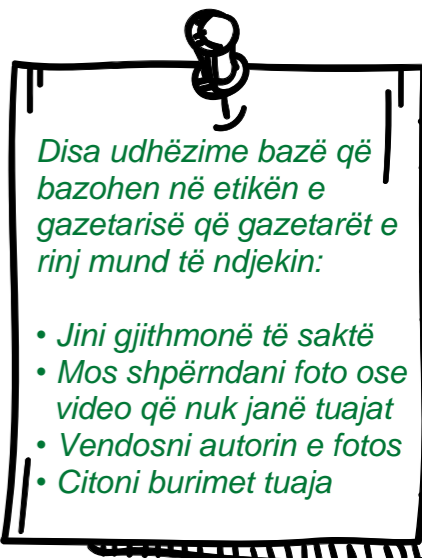 Disa udhëzime bazë që
bazohen në etikën e
gazetarisë që gazetarët e
rinj mund të ndjekin:
• Jini gjithmonë të saktë
• Mos shpërndani foto ose
video që nuk janë tuajat
• Vendosni autorin e fotos
• Citoni burimet tuaja